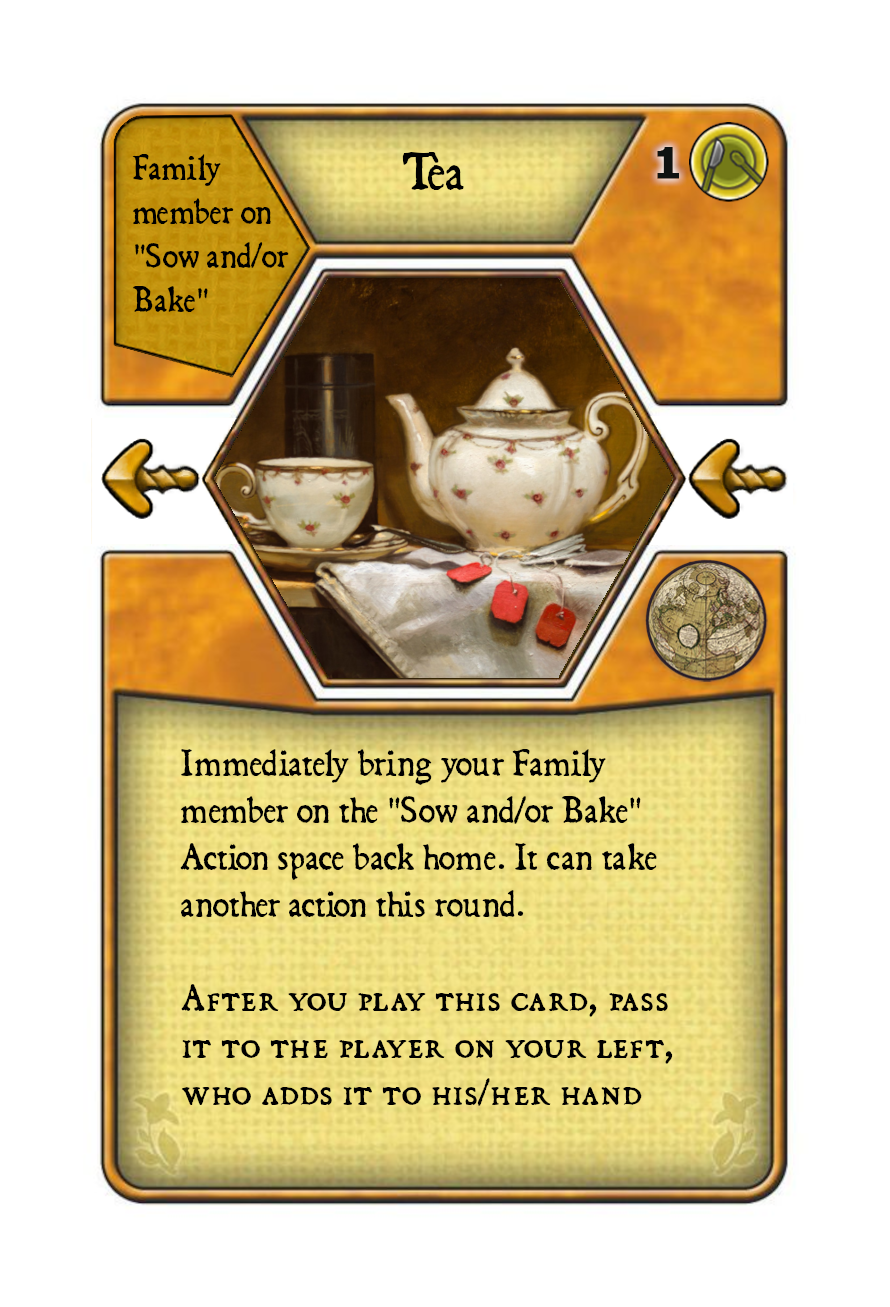 Family
member on
"Sow and/or
Bake"
Tea
1
Immediately bring your Family
member on the "Sow and/or Bake"
Action space back home. It can take
another action this round.
AFTER YOU PLAY THIS CARD, PASS
IT TO THE PLAYER ON YOUR LEFT,
WHO ADDS IT TO HIS/HER HAND